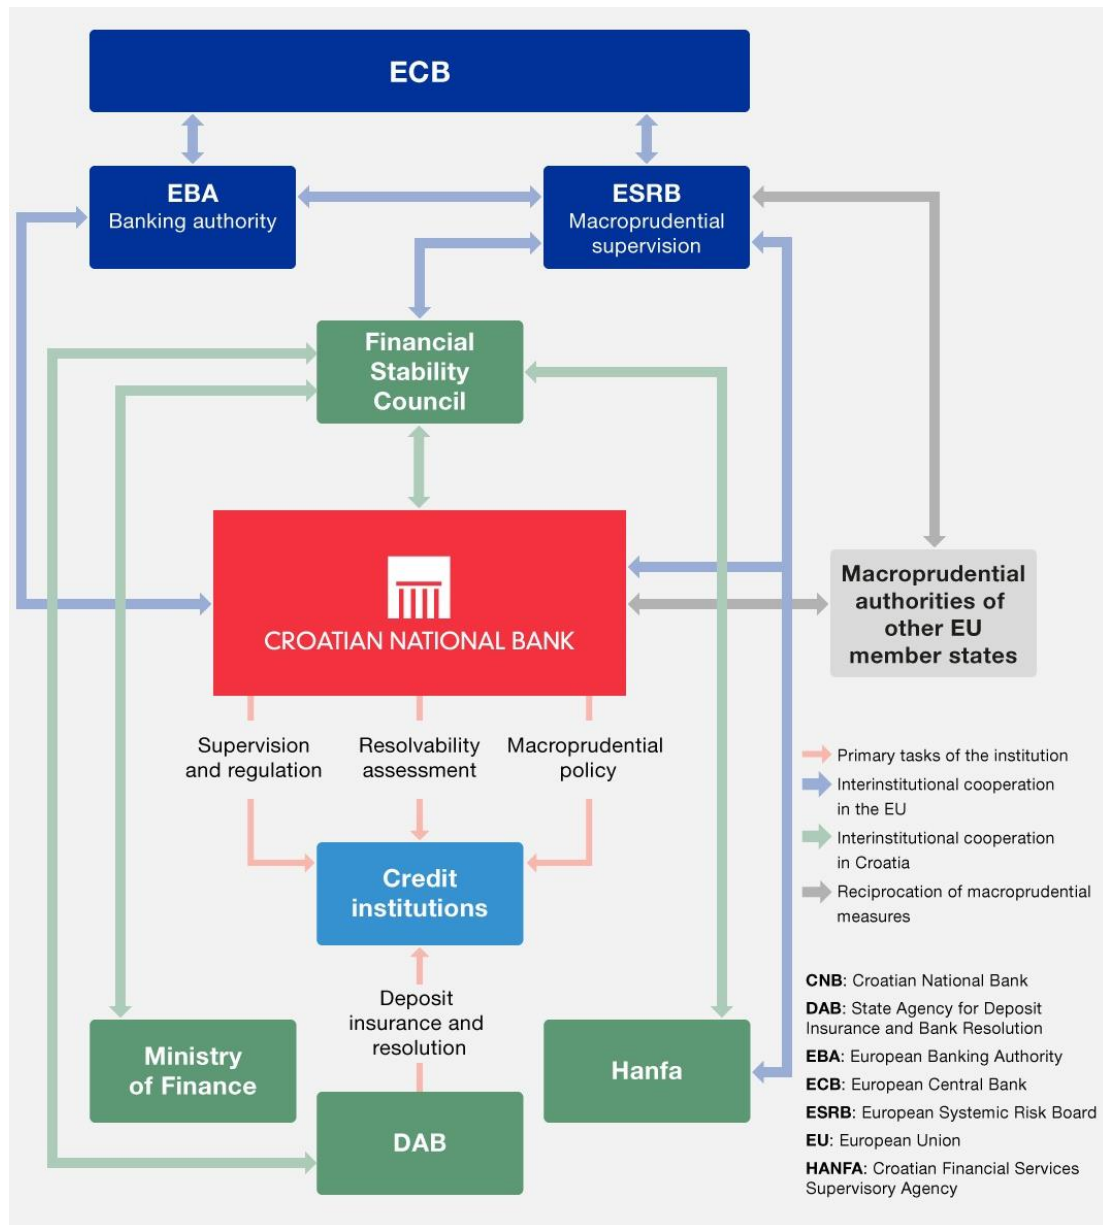 ECB
EBA
Banking authority
ESRB
Macroprudential
supervision
Financial
Stability
Council
CROATIAN NATIONAL BANK
Macroprudential
authorities of
other EU
member states
Supervision
and regulation
Resolvability
assessment
Macroprudential
policy
Credit
institutions
Deposit
insurance and
resolution
Ministry
of Finance
DAB
Hanfa
Primary tasks of the institution
Interinstitutional cooperation
in the EU
Interinstitutional cooperation
in Croatia
Reciprocation of macroprudential
measures
CNB: Croatian National Bank
DAB: State Agency for Deposit
Insurance and Bank Resolution
EBA: European Banking Authority
ECB: European Central Bank
ESRB: European Systemic Risk Board
EU: European Union
HANFA: Croatian Financial Services
Supervisory Agency